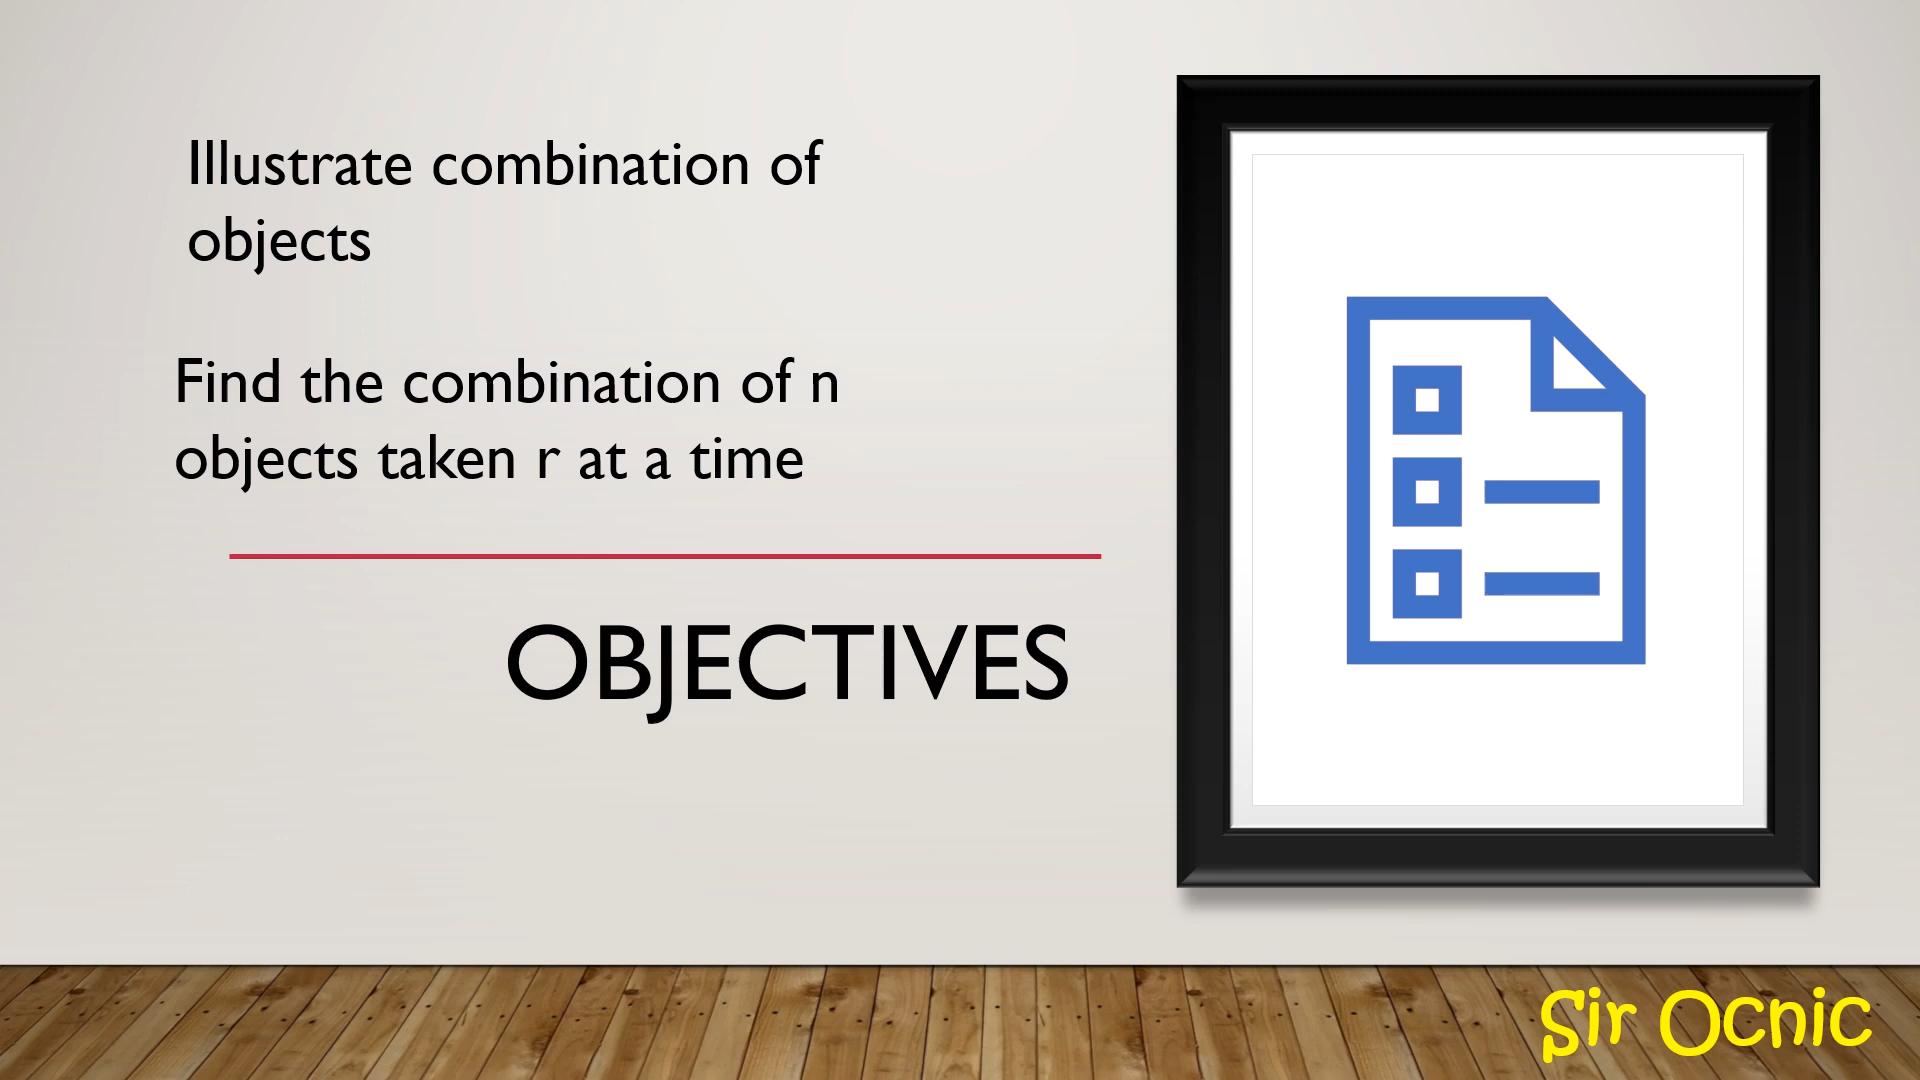 Illustrate combination of
objects
Find the combination of n
objects taken r at a time
OBJECTIVES
Sir Ocnic